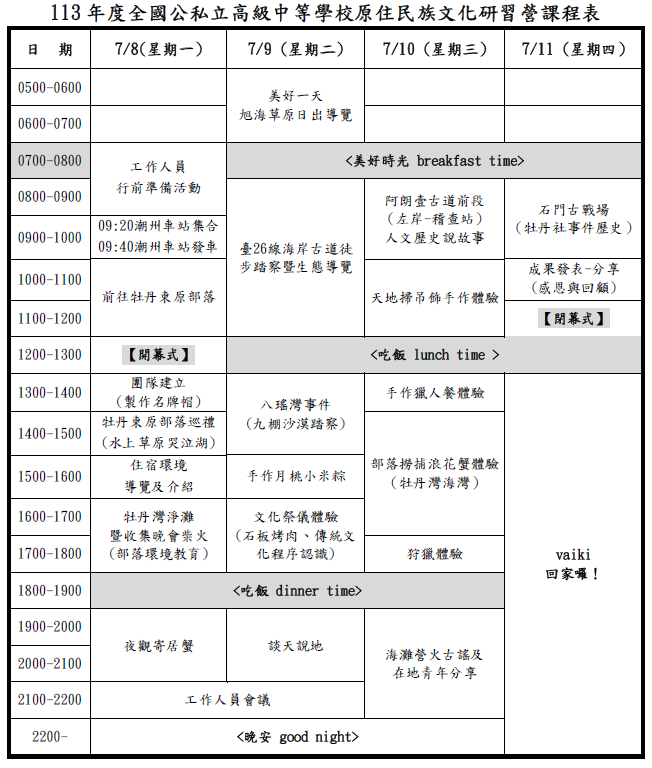 113 年度全國公私立高級中等學校原住民族文化研習營課程表
日 期
7/8(星期一)
7/9 (星期二)
7/10 (星期三)
7/11 (星期四)
0500-0600
美好一天
旭海草原日出導覽
0600-0700
0700-0800
工作人員
行前準備活動
<美好時光 breakfast time>
0800-0900
臺26線海岸古道徒
步踏察暨生態導覽
阿朗壹古道前段
(左岸-稽查站)
人文歷史說故事
石門古戰場
(牡丹社事件歷史)
0900-1000
09:20潮州車站集合
09:40潮州車站發車
1000-1100
前往牡丹東原部落
天地掃吊飾手作體驗
成果發表-分享
(感恩與回顧)
1100-1200
【閉幕式】
1200-1300
【開幕式】
<吃飯 lunch time >
1300-1400
團隊建立
(製作名牌帽)
八瑤灣事件
(九棚沙漠踏察)
手作獵人餐體驗
vaiki
回家囉！
1400-1500
牡丹東原部落巡禮
(水上草原哭泣湖)
部落撈捕浪花蟹體驗
(牡丹灣海灣)
1500-1600
住宿環境
導覽及介紹
手作月桃小米粽
1600-1700
牡丹灣淨灘
暨收集晚會柴火
(部落環境教育)
文化祭儀體驗
(石板烤肉、傳統文
化程序認識)
1700-1800
狩獵體驗
1800-1900
<吃飯 dinner time>
1900-2000
夜觀寄居蟹
談天說地
海灘營火古謠及
在地青年分享
2000-2100
2100-2200
工作人員會議
2200-
<晚安 good night>